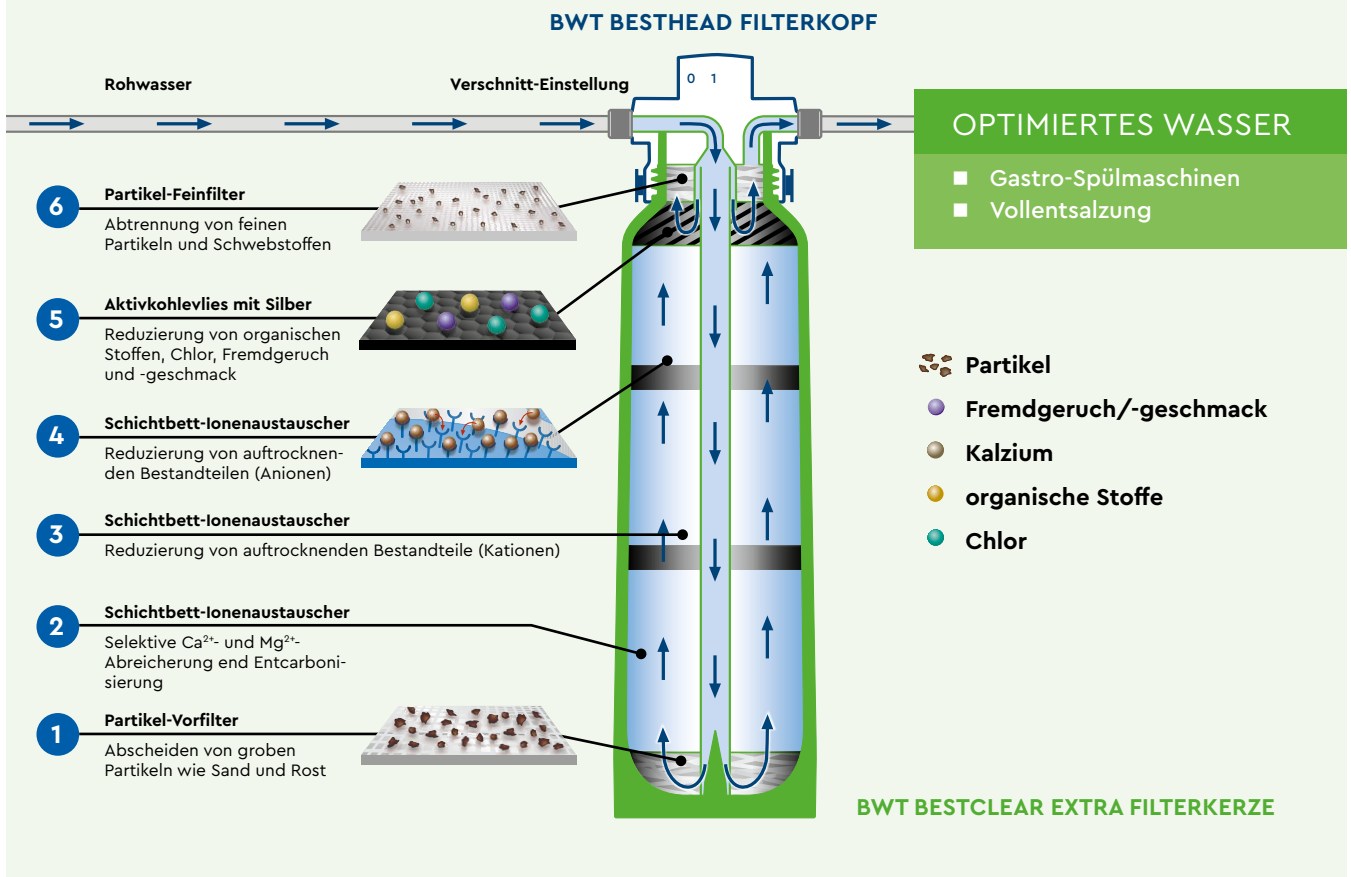 BWT BESTHEAD FILTERKOPF
0 1
Rohwasser
Verschnitt-Einstellung
OPTIMIERTES WASSER
Gastro-Spülmaschinen
Vollentsalzung
6
Partikel-Feinfilter
Abtrennung von feinen
Partikeln und Schwebstoffen
5
Aktivkohlevlies mit Silber
Reduzierung von organischen
Stoffen, Chlor, Fremdgeruch
und -geschmack
4
Schichtbett-Ionenaustauscher
Reduzierung von auftrocknen-
den Bestandteilen (Anionen)
3
Schichtbett-Ionenaustauscher
Reduzierung von auftrocknenden Bestandteile (Kationen)
2
Schichtbett-Ionenaustauscher
Selektive Ca²⁺- und Mg²⁺-
Abreicherung end Entcarboni-
sierung
1
Partikel-Vorfilter
Abscheiden von groben
Partikeln wie Sand und Rost
Partikel
Fremdgeruch/-geschmack
Kalzium
organische Stoffe
Chlor
BWT BESTCLEAR EXTRA FILTERKERZE